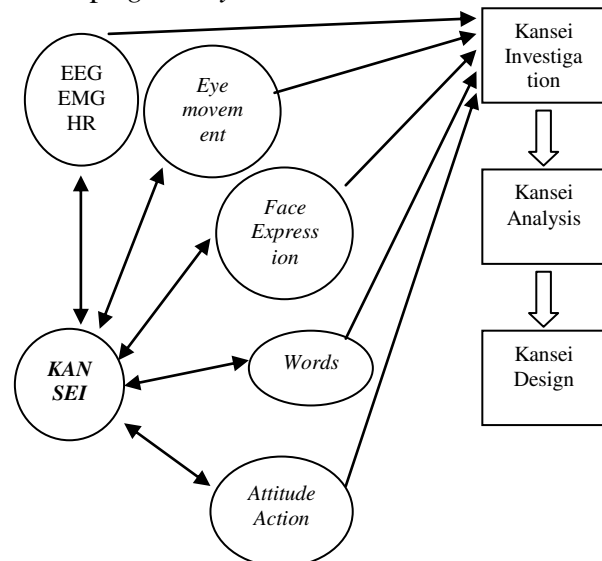 EEG
EMG
HR
Eye
movem
ent
Face
Express
ion
KAN
SEI
Words
Attitude
Action
Kansei
Investiga
tion
Kansei
Analysis
Kansei
Design